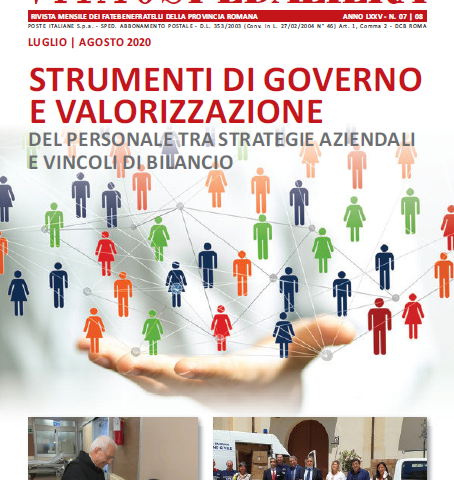 VITA OSPEDALIERA
RIVISTA MENSILE DEI FATEBENEFRATELLI DELLA PROVINCIA ROMANA ANNO LXXV - N. 07 | 08
POSTE ITALIANE S.p.a. - SPED. ABBONAMENTO POSTALE - D.L. 353/2003 (Conv. in L. 27/02/2004 N° 46) Art. 1, Comma 2 - DCB ROMA
LUGLIO | AGOSTO 2020
STRUMENTI DI GOVERNO
E VALORIZZAZIONE
DEL PERSONALE TRA STRATEGIE AZIENDALI
E VINCOLI DI BILANCIO